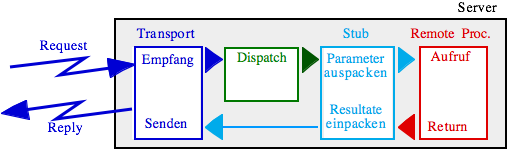 Server
Transport
Stub
Remote Proc.
Request
Empfang
Dispatch
Parameter
auspacken
Aufruf
Resultate
einpacken
Senden
Return
Reply